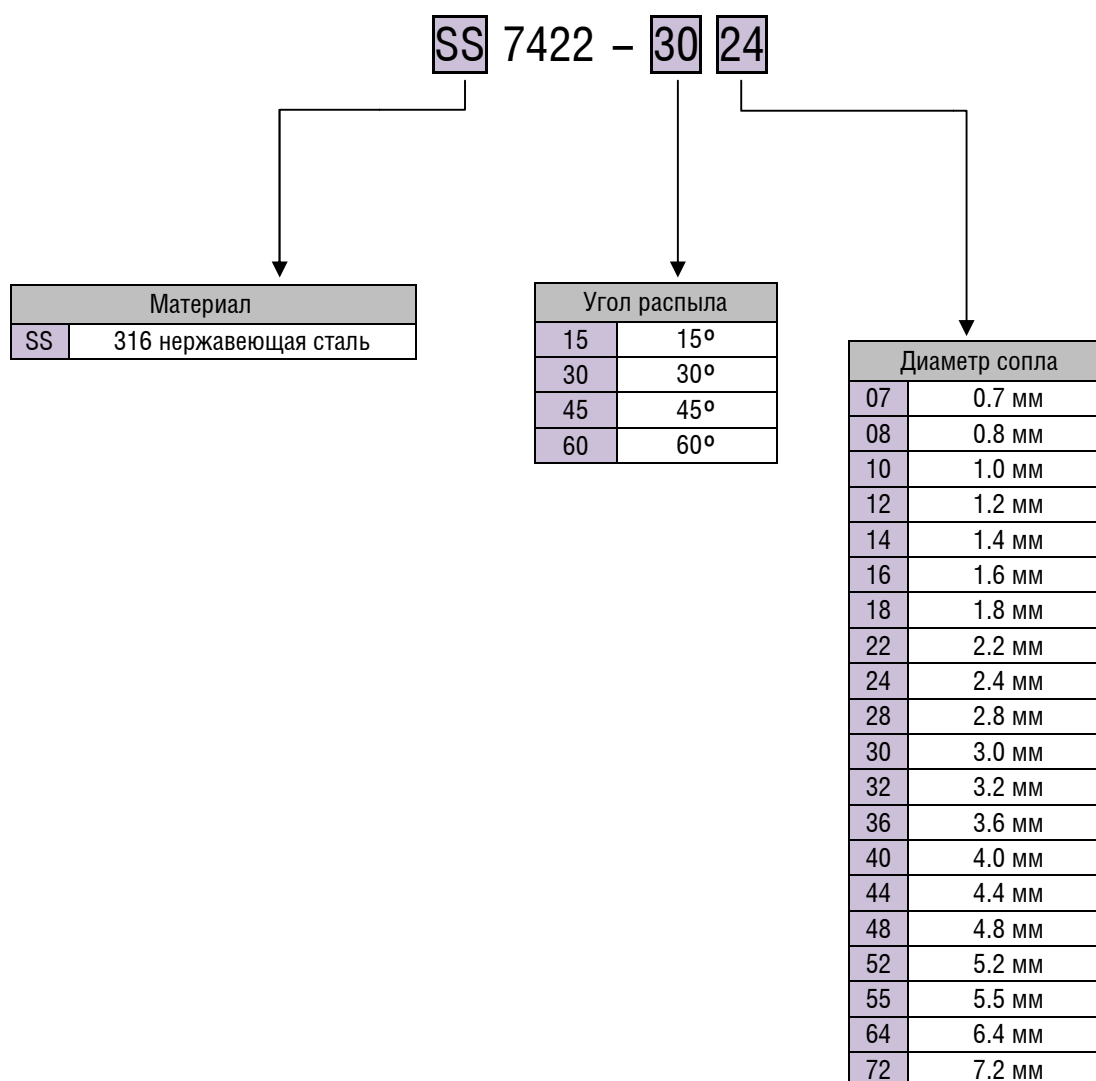 SS 7422 – 30 24
Материал
SS 316 нержавеющая сталь
Угол распыла
15 15º
30 30º
45 45º
60 60º
Диаметр сопла
07 0.7 мм
08 0.8 мм
10 1.0 мм
12 1.2 мм
14 1.4 мм
16 1.6 мм
18 1.8 мм
22 2.2 мм
24 2.4 мм
28 2.8 мм
30 3.0 мм
32 3.2 мм
36 3.6 мм
40 4.0 мм
44 4.4 мм
48 4.8 мм
52 5.2 мм
55 5.5 мм
64 6.4 мм
72 7.2 мм